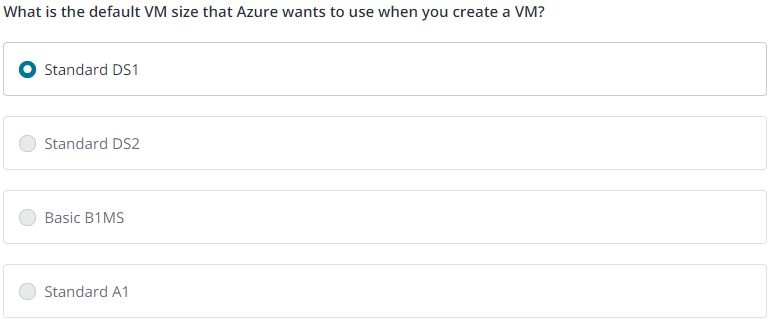 What is the default VM size that Azure wants to use when you create a VM?
Standard DS1
Standard DS2
Basic B1MS
Standard A1